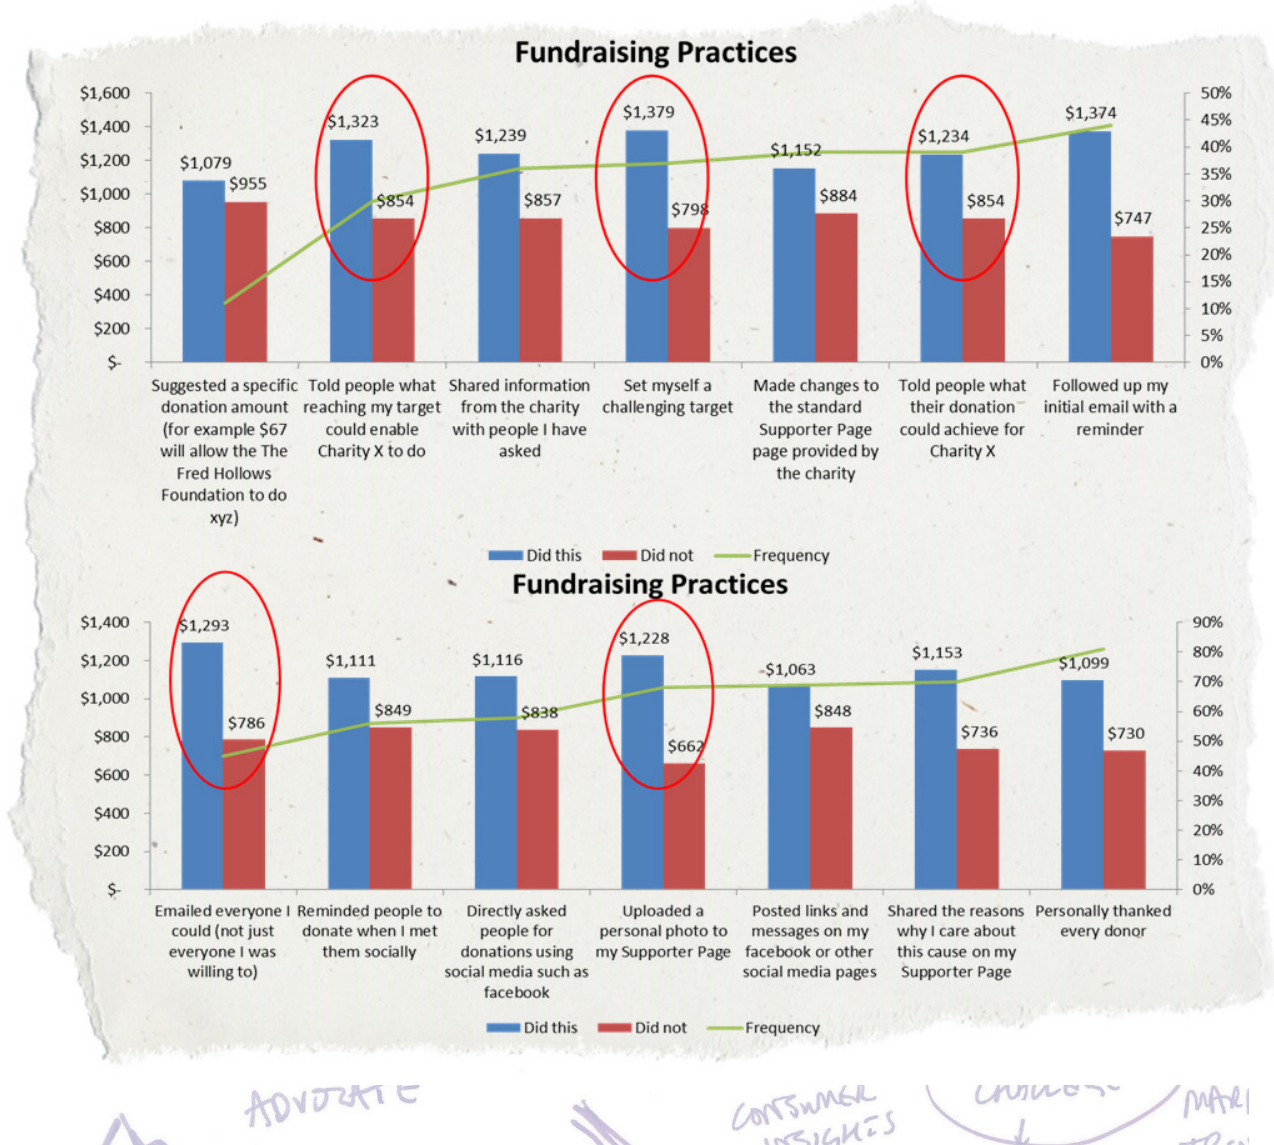 Fundraising Practices
$1,600
$1,400
$1,200
$1,000
$800
$600
$400
$200
$-
50%
45%
40%
35%
30%
25%
20%
15%
10%
5%
0%
$1,079
$955
$1,323
$854
$1,239
$857
$1,379
$798
$1,152
$884
$1,234
$854
$1,374
$747
Suggested a specific
donation amount
(for example $67
will allow the The
Fred Hollows
Foundation to do
xyz)
Told people what
reaching my target
could enable
Charity X to do
Shared information
from the charity
with people I have
asked
Set myself a
challenging target
Made changes to
the standard
Supporter Page
page provided by
the charity
Told people what
their donation
could achieve for
Charity X
Followed up my
initial email with a
reminder
Did this Did not Frequency
Fundraising Practices
$1,400
$1,200
$1,000
$800
$600
$400
$200
$-
90%
80%
70%
60%
50%
40%
30%
20%
10%
0%
$1,293
$786
$1,111
$849
$1,116
$838
$1,228
$662
$1,063
$848
$1,153
$736
$1,099
$730
Emailed everyone I
could (not just
everyone I was
willing to)
Reminded people to
donate when I met
them socially
Directly asked
people for
donations using
social media such as
facebook
Uploaded a
personal photo to
my Supporter Page
Posted links and
messages on my
facebook or other
social media pages
Shared the reasons
why I care about
this cause on my
Supporter Page
Personally thanked
every donor
Did this Did not Frequency
ADVOCATE
CONSUMER